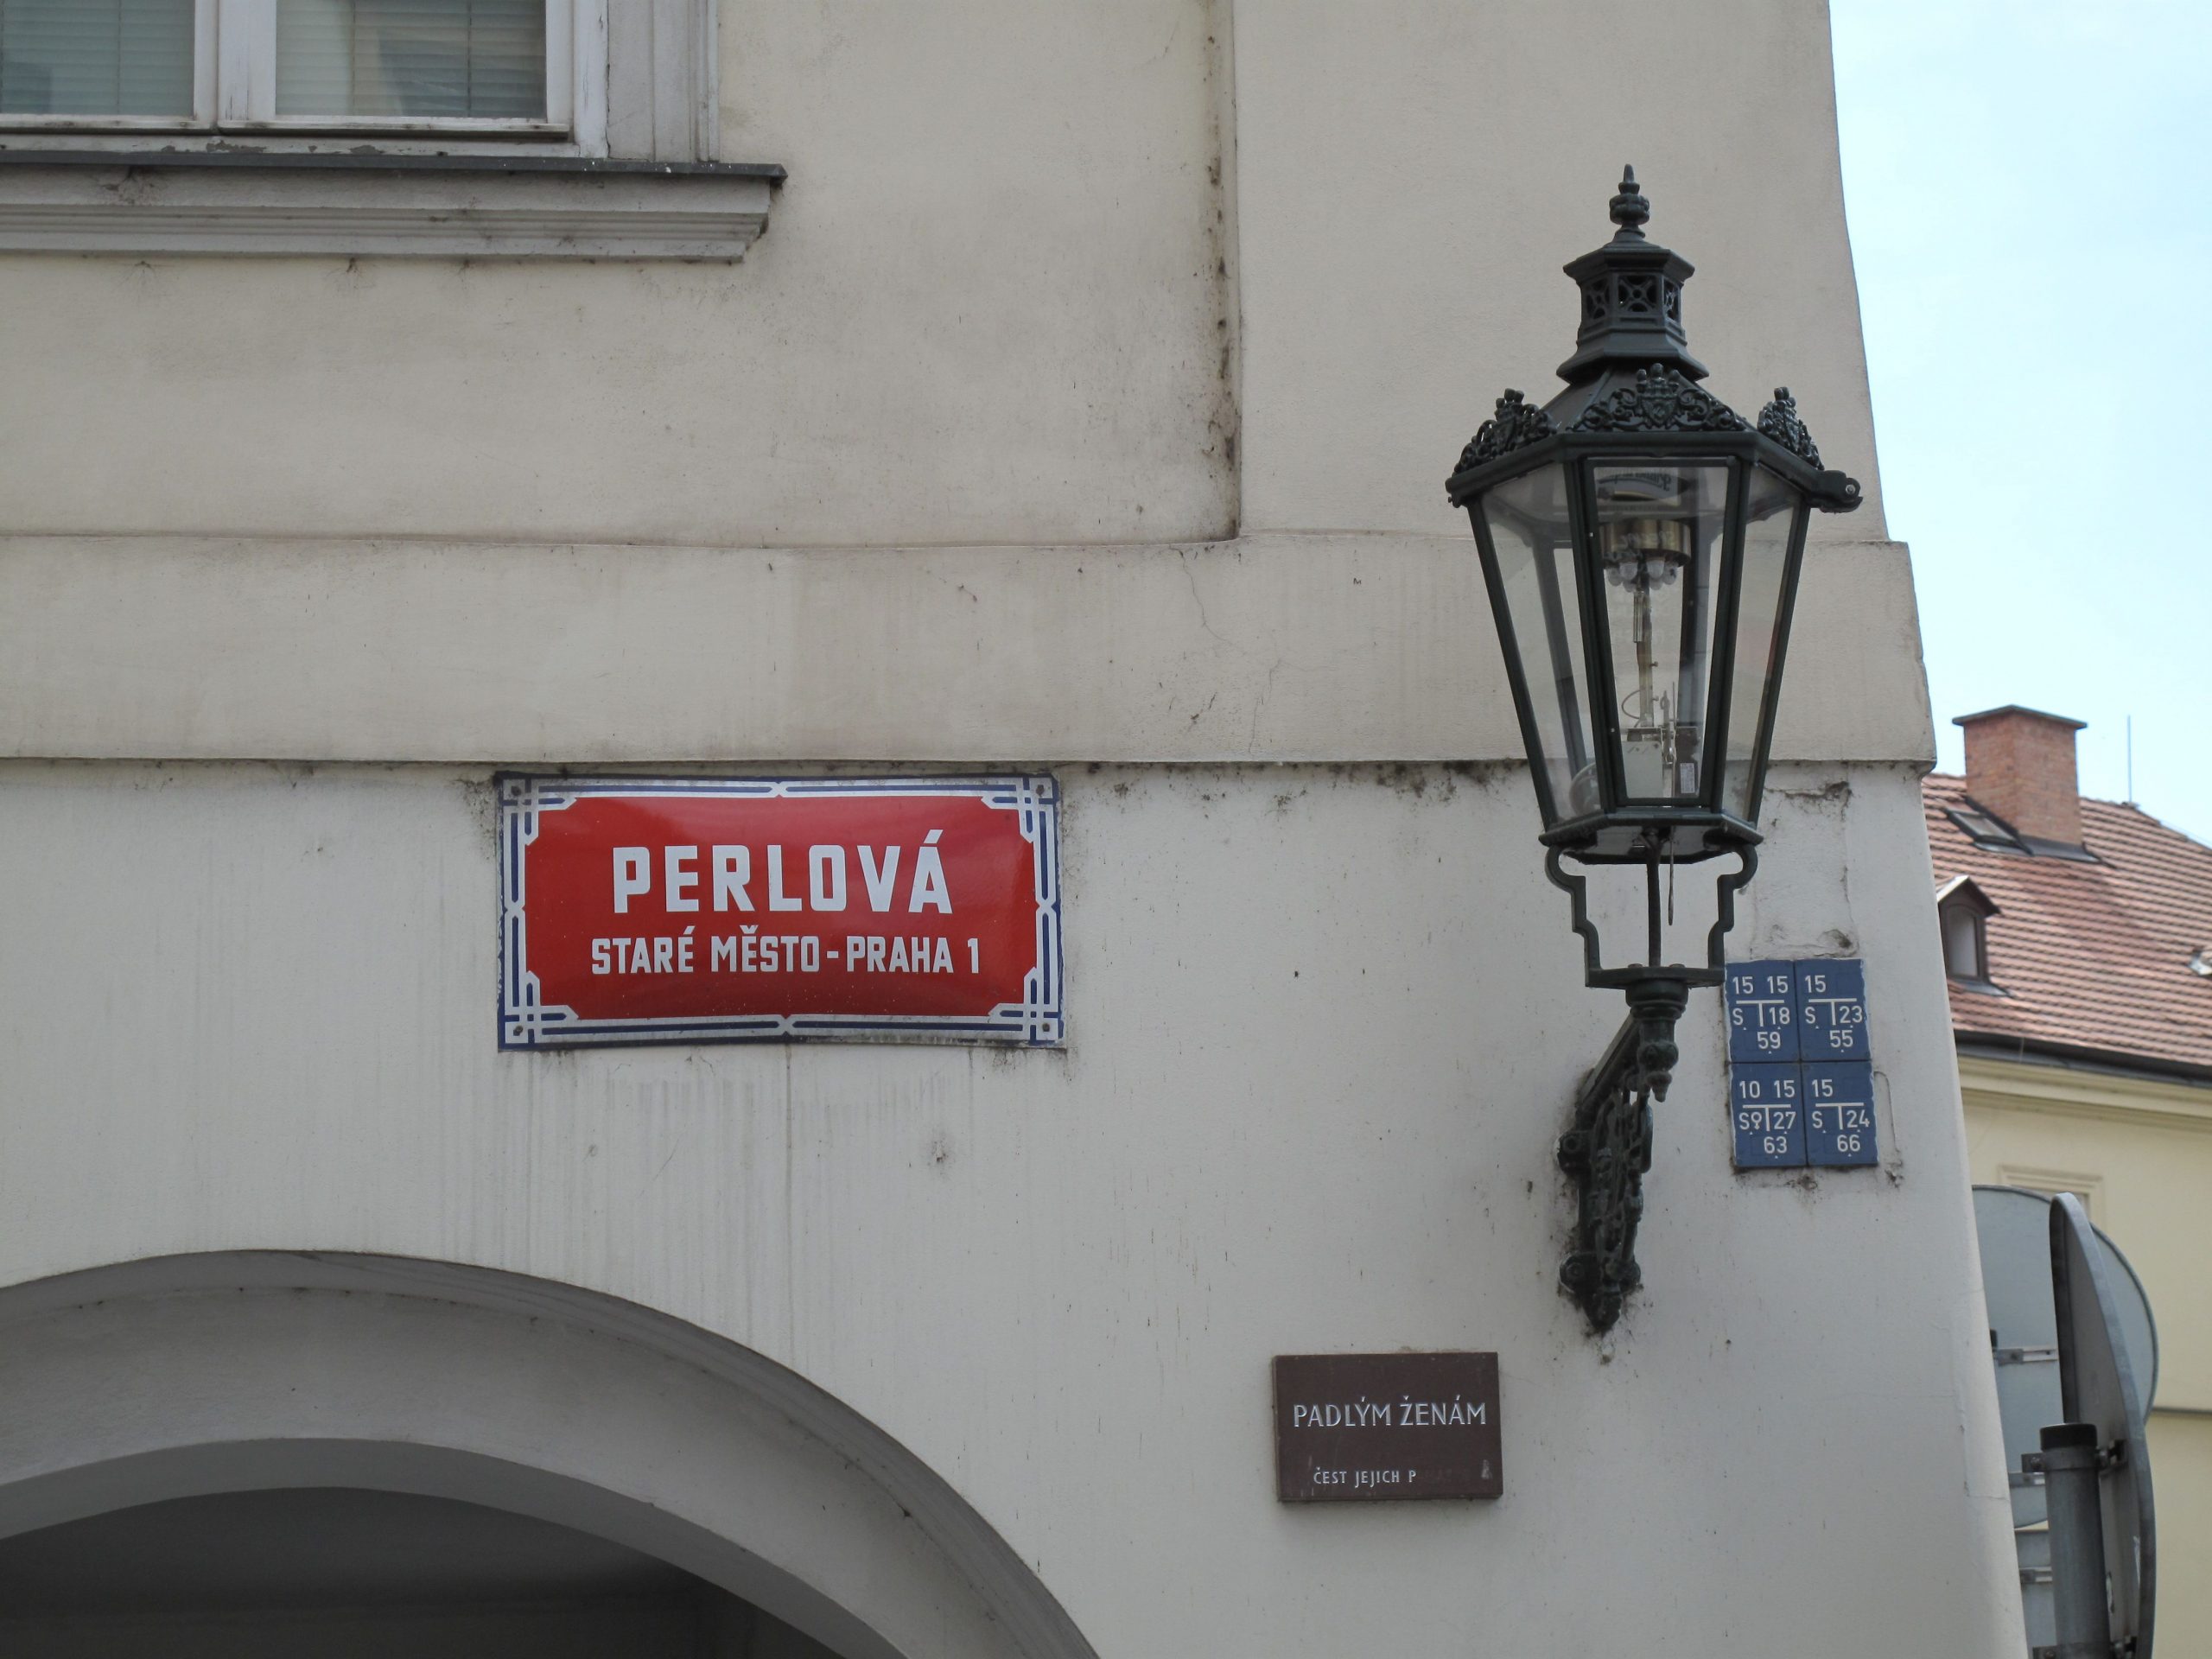 PERLOVÁ
STARÉ MĚSTO - PRAHA 1
15 15
S 18
59
15
S 23
55
10 15
S 27
63
15
S 24
66
PADLÝM ŽENÁM
ČEST JEJICH P